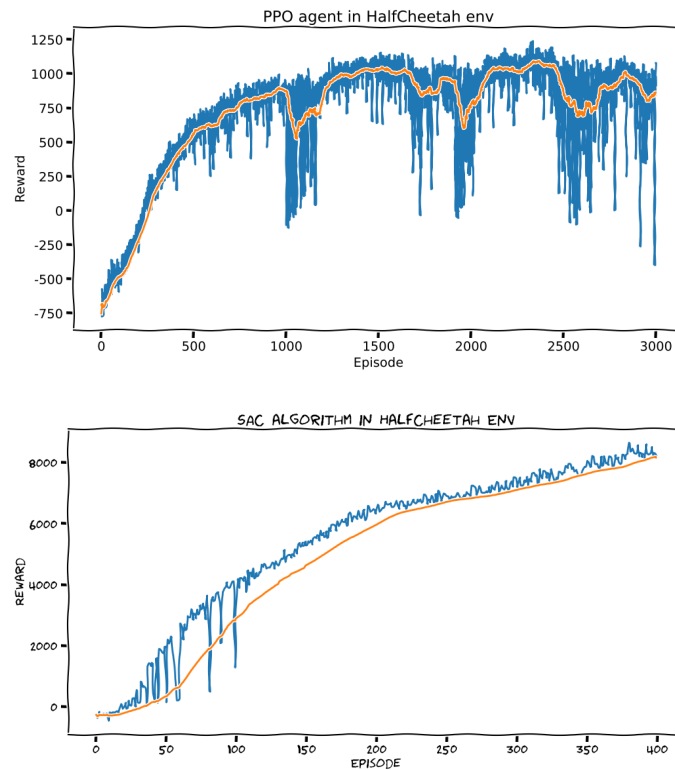 PPO agent in HalfCheetah env
Reward
1250
1000
750
500
250
0
-250
-500
-750
0 500 1000 1500 2000 2500 3000
Episode
SAC ALGORITHM IN HALFCHEETAH ENV
REWARD
8000
6000
4000
2000
0
0 50 100 150 200 250 300 350 400
EPISODE